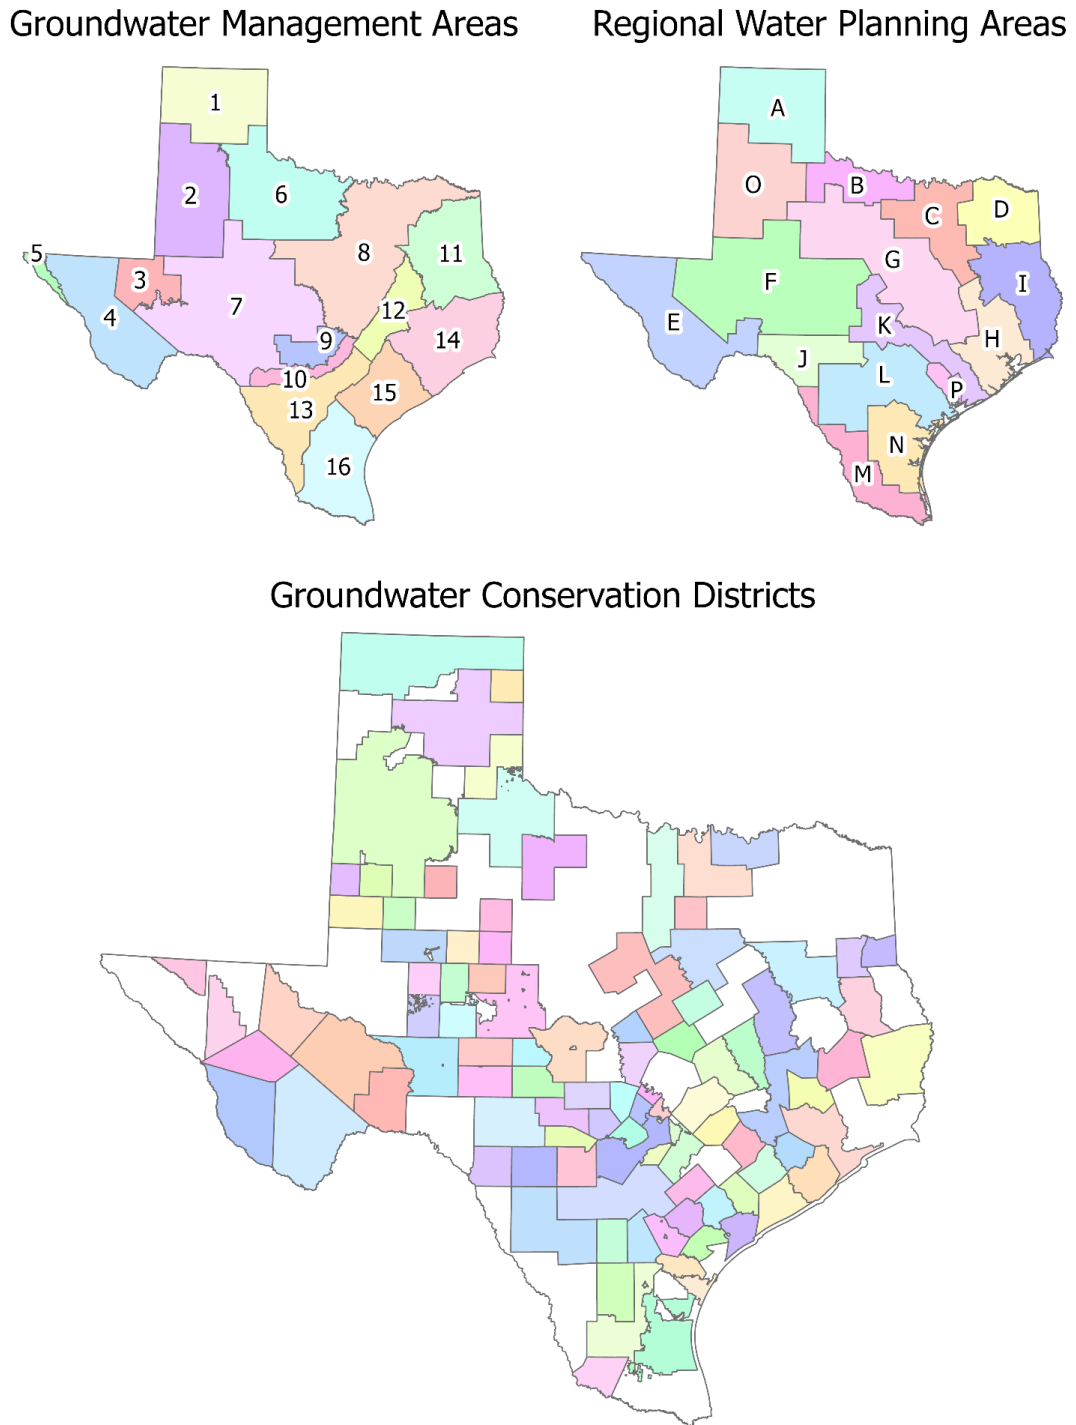 Groundwater Management Areas
Regional Water Planning Areas
1
2
6
8
11
5
3
4
7
12
9
14
10
13
15
16
A
O
B
C
D
G
F
I
E
K
H
J
L
P
N
M
Groundwater Conservation Districts